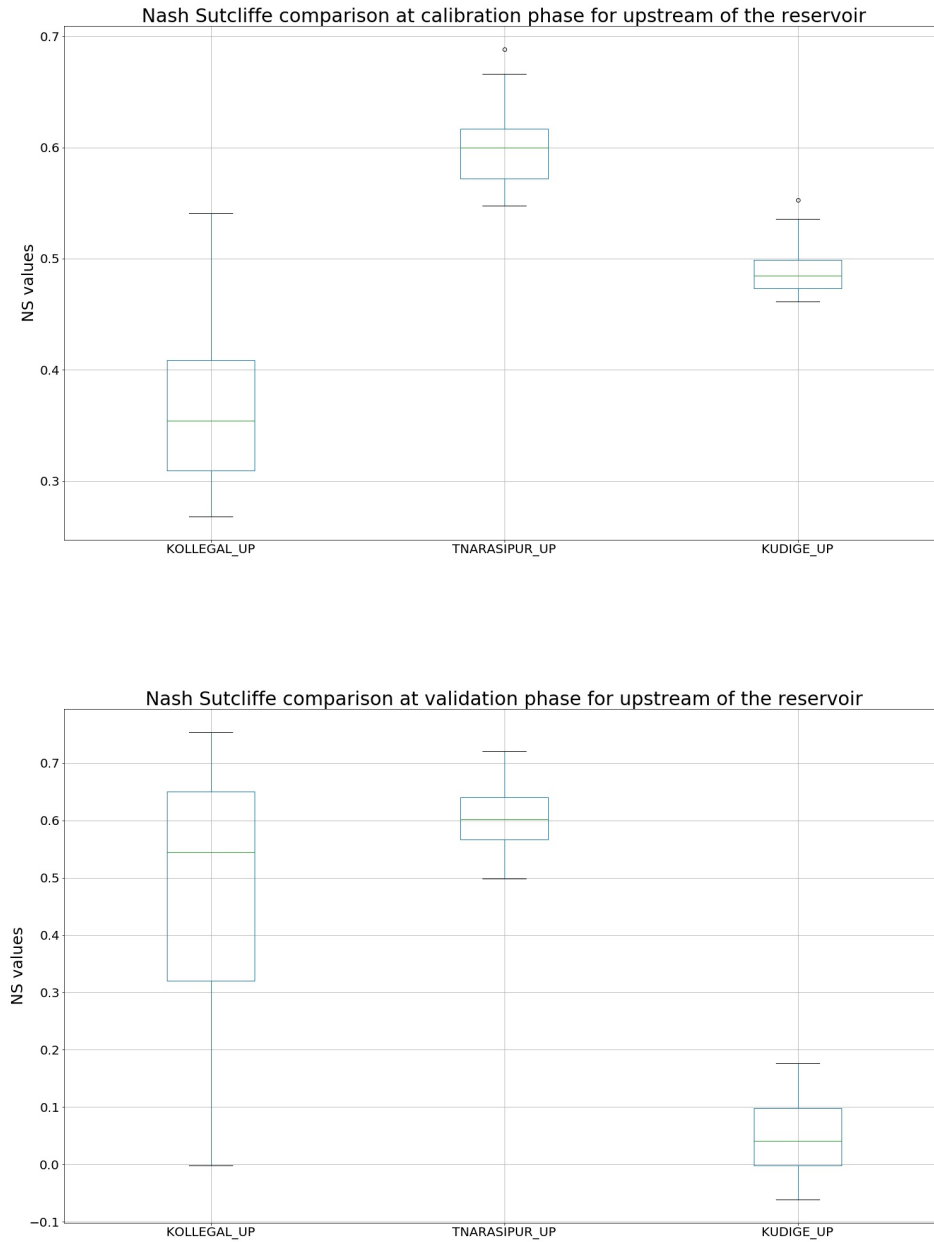 Nash Sutcliffe comparison at calibration phase for upstream of the reservoir
0.7
0.6
0.5
0.4
0.3
NS values
KOLLEGAL_UP TNARASIPUR_UP KUDIGE_UP
Nash Sutcliffe comparison at validation phase for upstream of the reservoir
0.7
0.6
0.5
0.4
0.3
0.2
0.1
0.0
−0.1
NS values
KOLLEGAL_UP TNARASIPUR_UP KUDIGE_UP